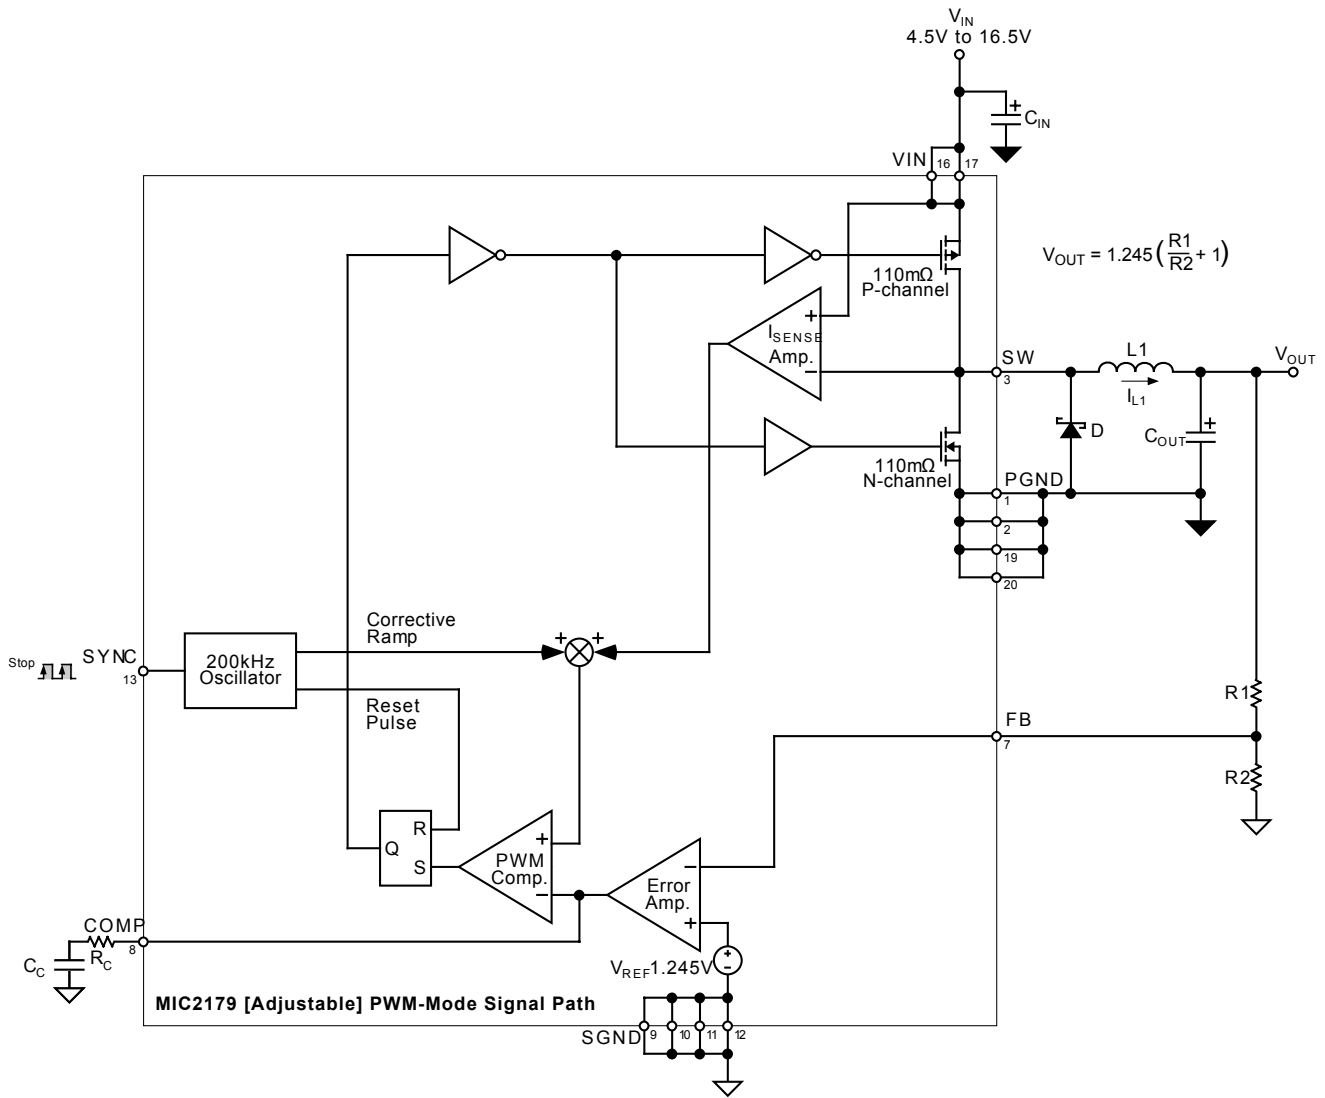 VIN
4.5V to 16.5V
+
CIN
VIN
16
17
VOUT = 1.245 (R1/R2 + 1)
110mΩ
P-channel
+
ISENSE
Amp.
−
SW
3
L1
IL1
VOUT
D
+
COUT
110mΩ
N-channel
PGND
1
2
19
20
Corrective
Ramp
+
+
Stop
SYNC
13
200kHz
Oscillator
Reset
Pulse
R1
FB
7
R2
R
Q
S
+
PWM
Comp.
−
−
Error
Amp.
+
COMP
8
RC
CC
VREF 1.245V
+
−
MIC2179 [Adjustable] PWM-Mode Signal Path
SGND
9
10
11
12